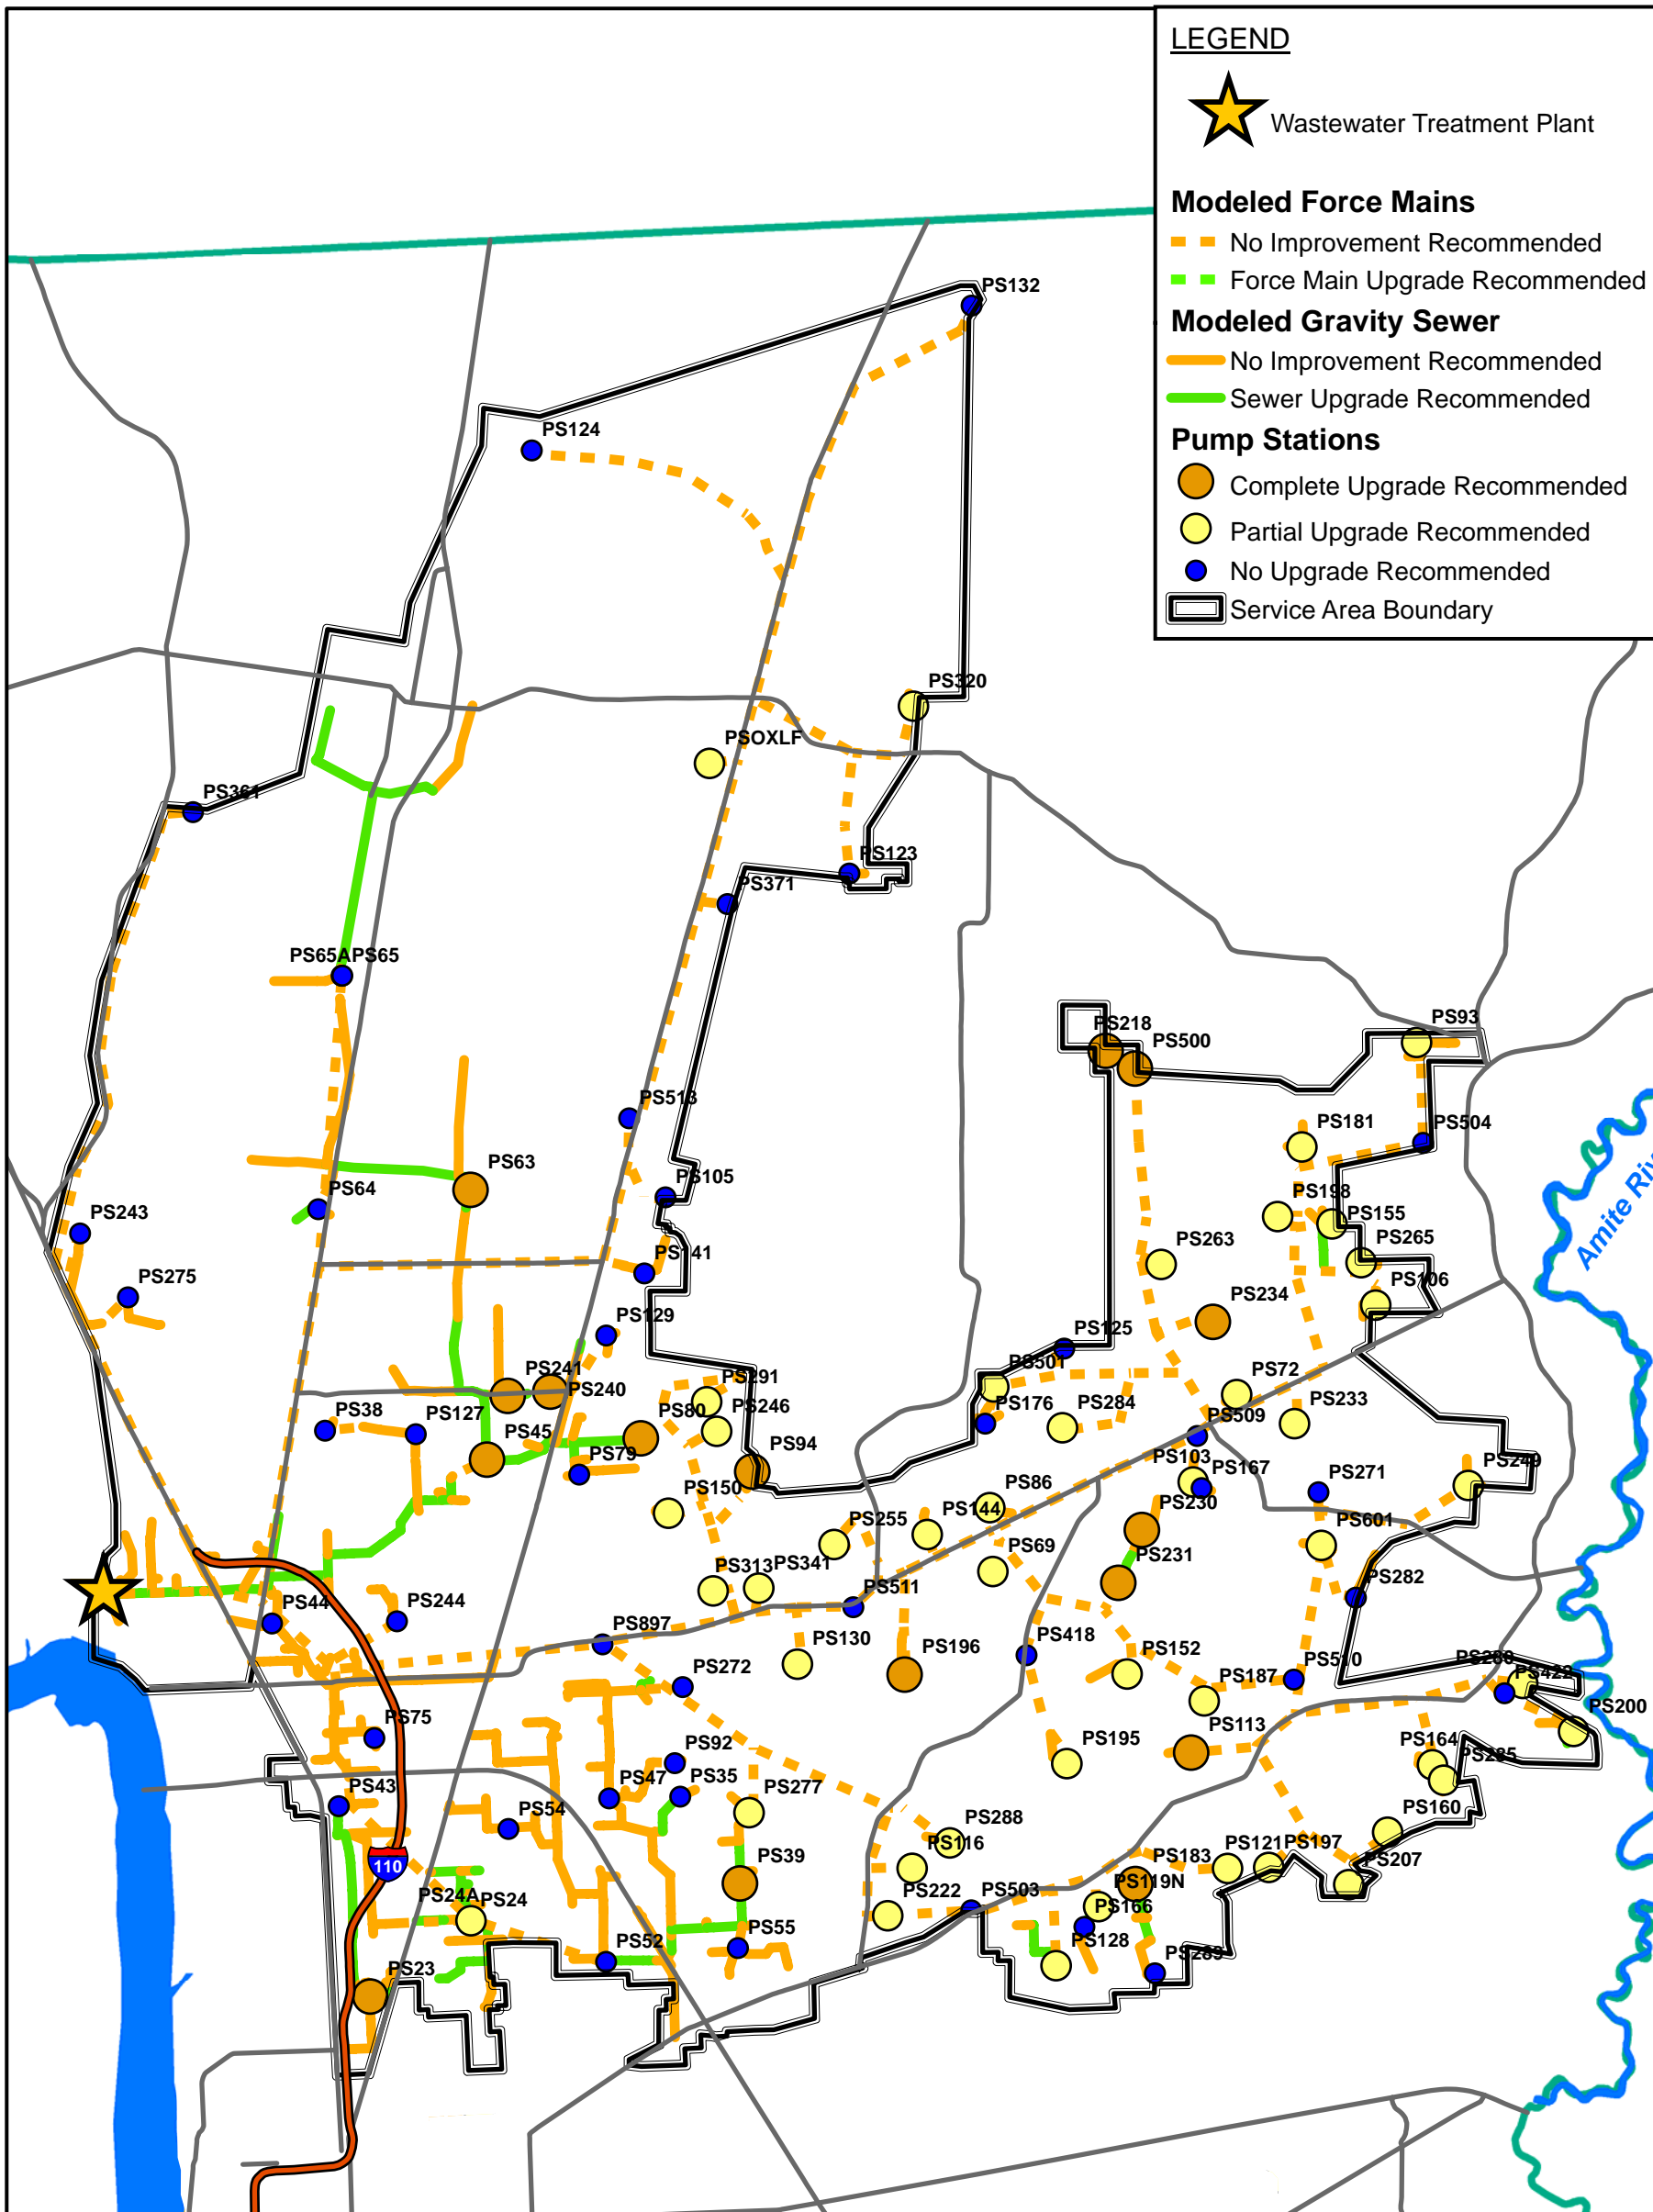 LEGEND
Wastewater Treatment Plant
Modeled Force Mains
No Improvement Recommended
Force Main Upgrade Recommended
Modeled Gravity Sewer
No Improvement Recommended
Sewer Upgrade Recommended
Pump Stations
Complete Upgrade Recommended
Partial Upgrade Recommended
No Upgrade Recommended
Service Area Boundary
PS132
PS124
PS320
PSOXLF
PS361
PS123
PS371
PS65A
PS65
PS218
PS93
PS500
PS513
PS181
PS504
PS63
PS105
PS64
PS198
PS155
PS243
PS141
PS263
PS265
PS275
PS106
Amite Riv
PS129
PS234
PS125
PS501
PS241
PS291
PS72
PS240
PS38
PS127
PS45
PS80
PS246
PS176
PS284
PS509
PS233
PS79
PS94
PS103
PS167
PS271
PS249
PS150
PS86
PS230
PS255
PS144
PS601
PS69
PS231
PS313
PS341
PS511
PS282
PS44
PS244
PS897
PS130
PS196
PS418
PS152
PS272
PS187
PS510
PS422
PS200
PS75
PS113
PS92
PS195
PS164
PS285
PS43
PS47
PS35
PS277
PS54
PS288
PS160
PS116
PS39
PS183
PS121
PS197
110
PS207
PS24A
PS24
PS222
PS503
PS119N
PS166
PS55
PS52
PS128
PS289
PS23